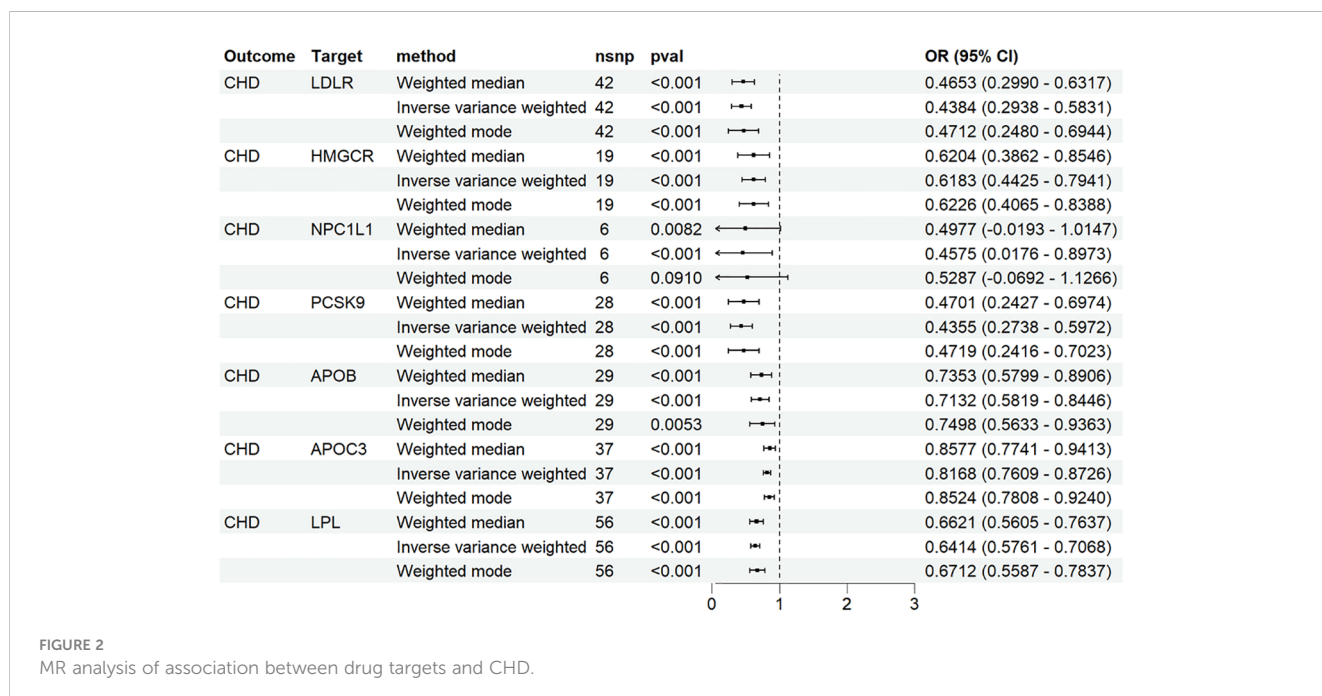 Outcome Target method nsnp pval OR (95% CI)
CHD LDLR Weighted median 42 <0.001 0.4653 (0.2990 - 0.6317)
Inverse variance weighted 42 <0.001 0.4384 (0.2938 - 0.5831)
Weighted mode 42 <0.001 0.4712 (0.2480 - 0.6944)
CHD HMGCR Weighted median 19 <0.001 0.6204 (0.3862 - 0.8546)
Inverse variance weighted 19 <0.001 0.6183 (0.4425 - 0.7941)
Weighted mode 19 <0.001 0.6226 (0.4065 - 0.8388)
CHD NPC1L1 Weighted median 6 0.0082 0.4977 (-0.0193 - 1.0147)
Inverse variance weighted 6 <0.001 0.4575 (0.0176 - 0.8973)
Weighted mode 6 0.0910 0.5287 (-0.0692 - 1.1266)
CHD PCSK9 Weighted median 28 <0.001 0.4701 (0.2427 - 0.6974)
Inverse variance weighted 28 <0.001 0.4355 (0.2738 - 0.5972)
Weighted mode 28 <0.001 0.4719 (0.2416 - 0.7023)
CHD APOB Weighted median 29 <0.001 0.7353 (0.5799 - 0.8906)
Inverse variance weighted 29 <0.001 0.7132 (0.5819 - 0.8446)
Weighted mode 29 0.0053 0.7498 (0.5633 - 0.9363)
CHD APOC3 Weighted median 37 <0.001 0.8577 (0.7741 - 0.9413)
Inverse variance weighted 37 <0.001 0.8168 (0.7609 - 0.8726)
Weighted mode 37 <0.001 0.8524 (0.7808 - 0.9240)
CHD LPL Weighted median 56 <0.001 0.6621 (0.5605 - 0.7637)
Inverse variance weighted 56 <0.001 0.6414 (0.5761 - 0.7068)
Weighted mode 56 <0.001 0.6712 (0.5587 - 0.7837)
0 1 2 3
FIGURE 2
MR analysis of association between drug targets and CHD.